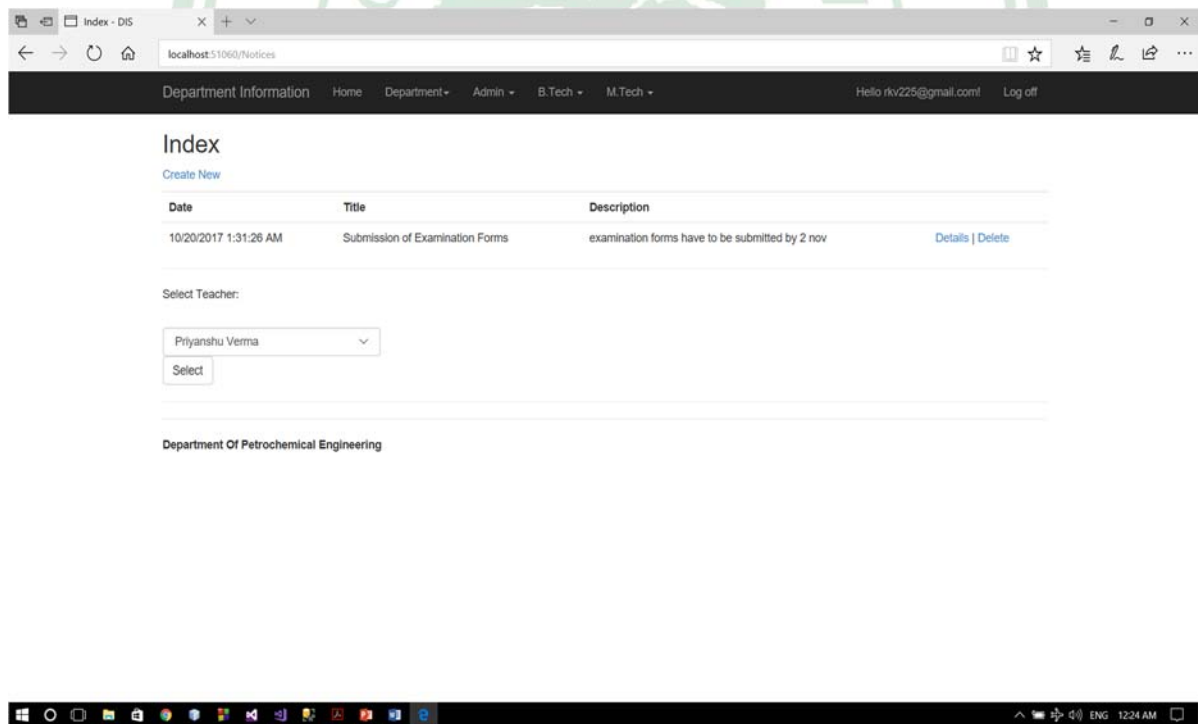 Index - DIS
localhost:51060/Notices
Department Information Home Department Admin B.Tech M.Tech Hello rkv225@gmail.com! Log off
Index
Create New
Date Title Description
10/20/2017 1:31:26 AM Submission of Examination Forms examination forms have to be submitted by 2 nov Details | Delete
Select Teacher:
Priyanshu Verma
Select
Department Of Petrochemical Engineering
ENG 12:24 AM